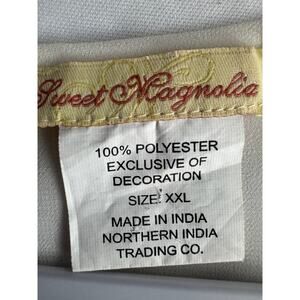 Sweet Magnolia
100% POLYESTER
EXCLUSIVE OF
DECORATION
SIZE: XXL
MADE IN INDIA
NORTHERN INDIA
TRADING CO.